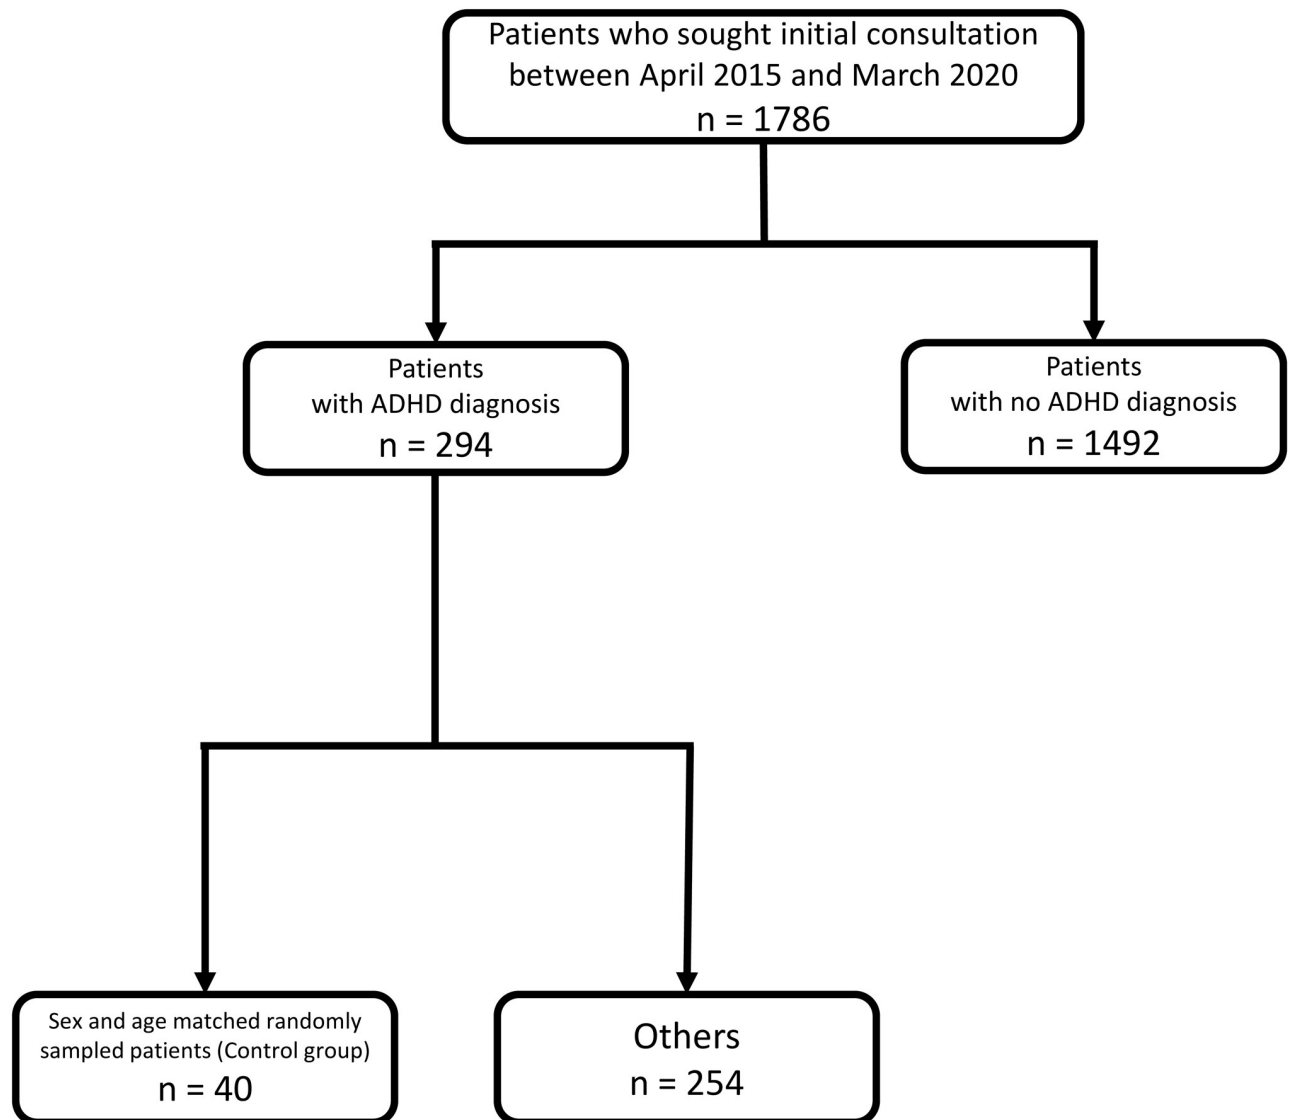 Patients who sought initial consultation
between April 2015 and March 2020
n = 1786
Patients
with ADHD diagnosis
n = 294
Patients
with no ADHD diagnosis
n = 1492
Sex and age matched randomly
sampled patients (Control group)
n = 40
Others
n = 254